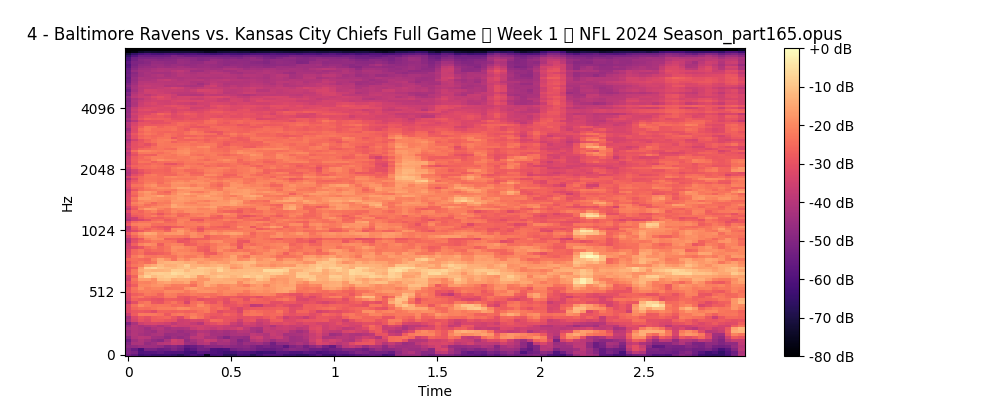 4 - Baltimore Ravens vs. Kansas City Chiefs Full Game ▯ Week 1 ▯ NFL 2024 Season_part165.opus
+0 dB
-10 dB
-20 dB
-30 dB
-40 dB
-50 dB
-60 dB
-70 dB
-80 dB
4096
2048
1024
512
0
Hz
0
0.5
1
1.5
2
2.5
Time